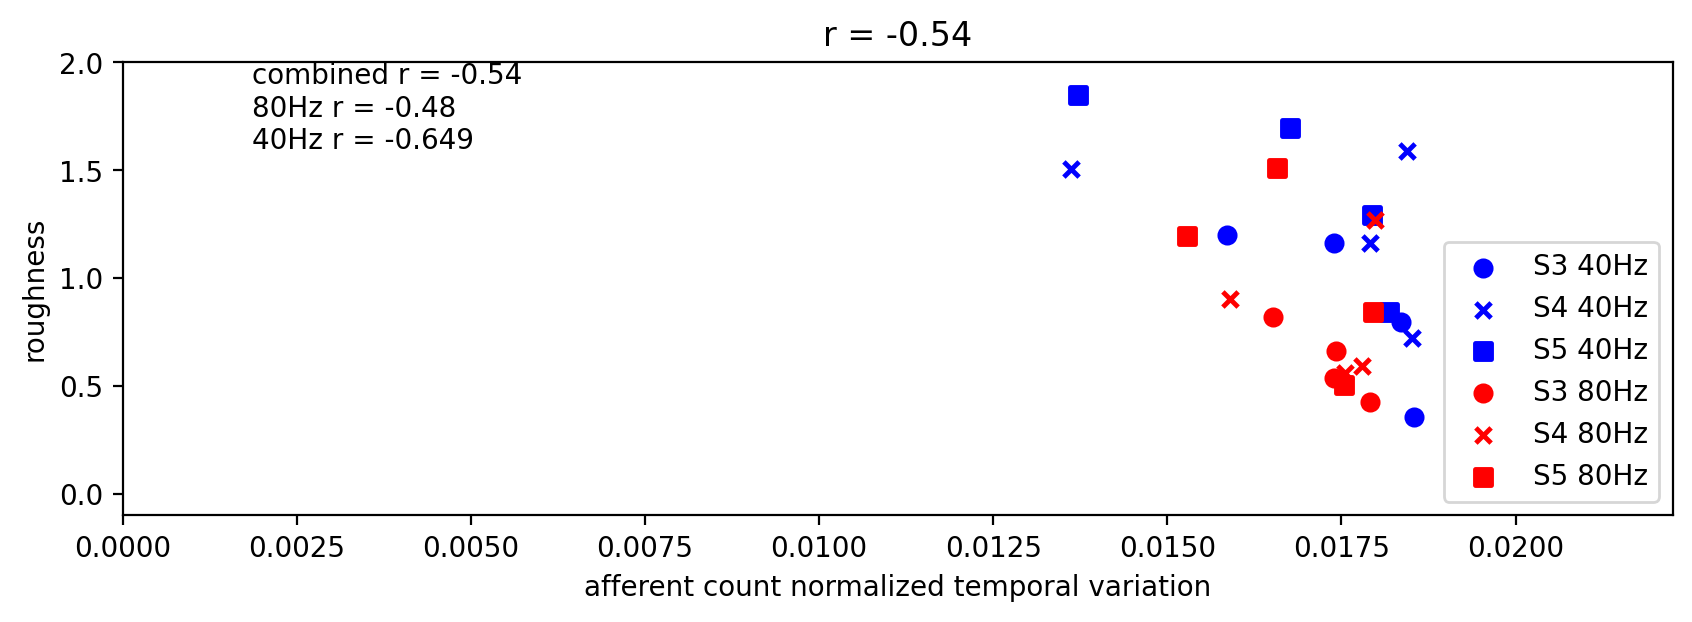 r = -0.54
combined r = -0.54
80Hz r = -0.48
40Hz r = -0.649
roughness
2.0
1.5
1.0
0.5
0.0
S3 40Hz
S4 40Hz
S5 40Hz
S3 80Hz
S4 80Hz
S5 80Hz
0.0000 0.0025 0.0050 0.0075 0.0100 0.0125 0.0150 0.0175 0.0200
afferent count normalized temporal variation